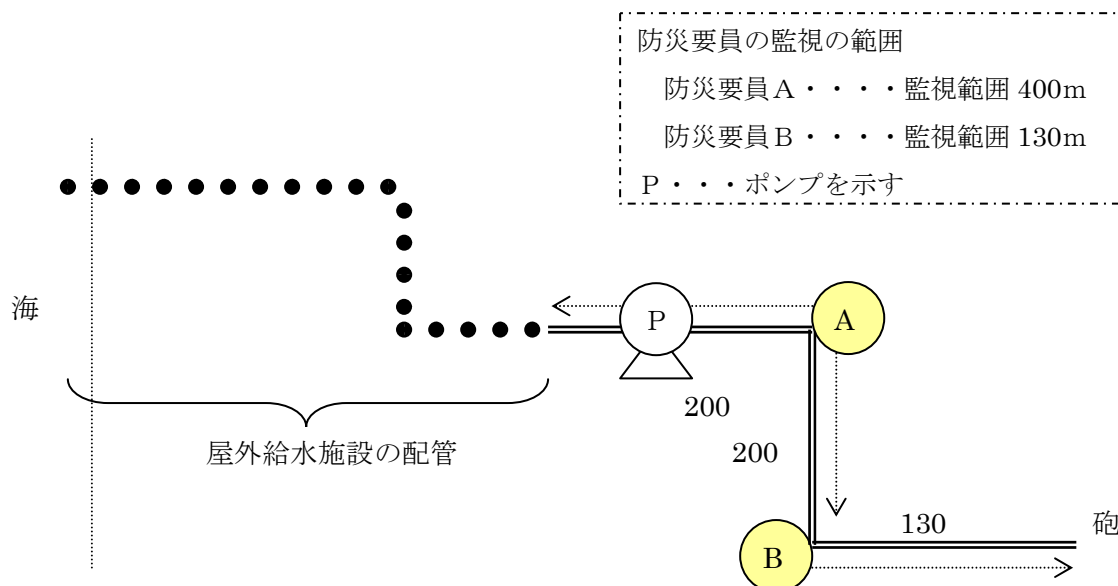 防災要員の監視の範囲
防災要員A・・・・監視範囲 400m
防災要員B・・・・監視範囲 130m
P・・・ポンプを示す
海
P
A
200
屋外給水施設の配管
200
130
砲
B